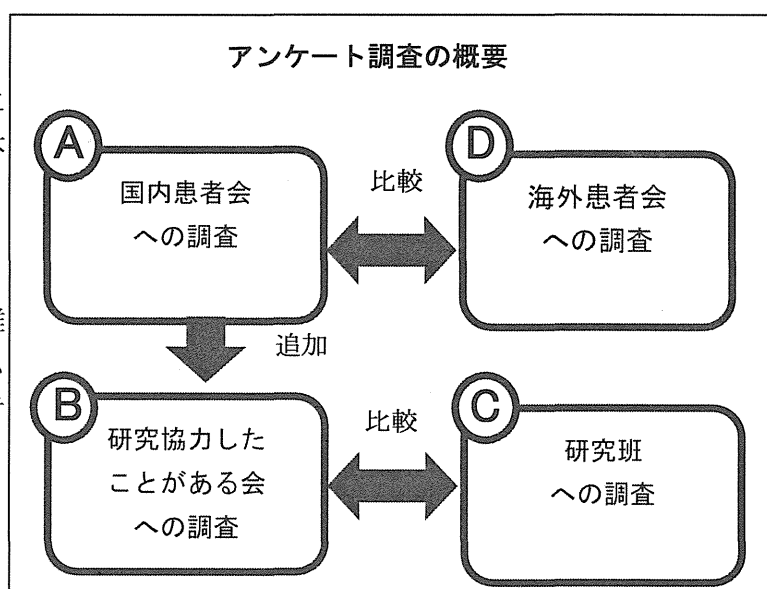 アンケート調査の概要
A
国内患者会
への調査
比較
D
海外患者会
への調査
追加
B
研究協力した
ことがある会
への調査
比較
C
研究班
への調査